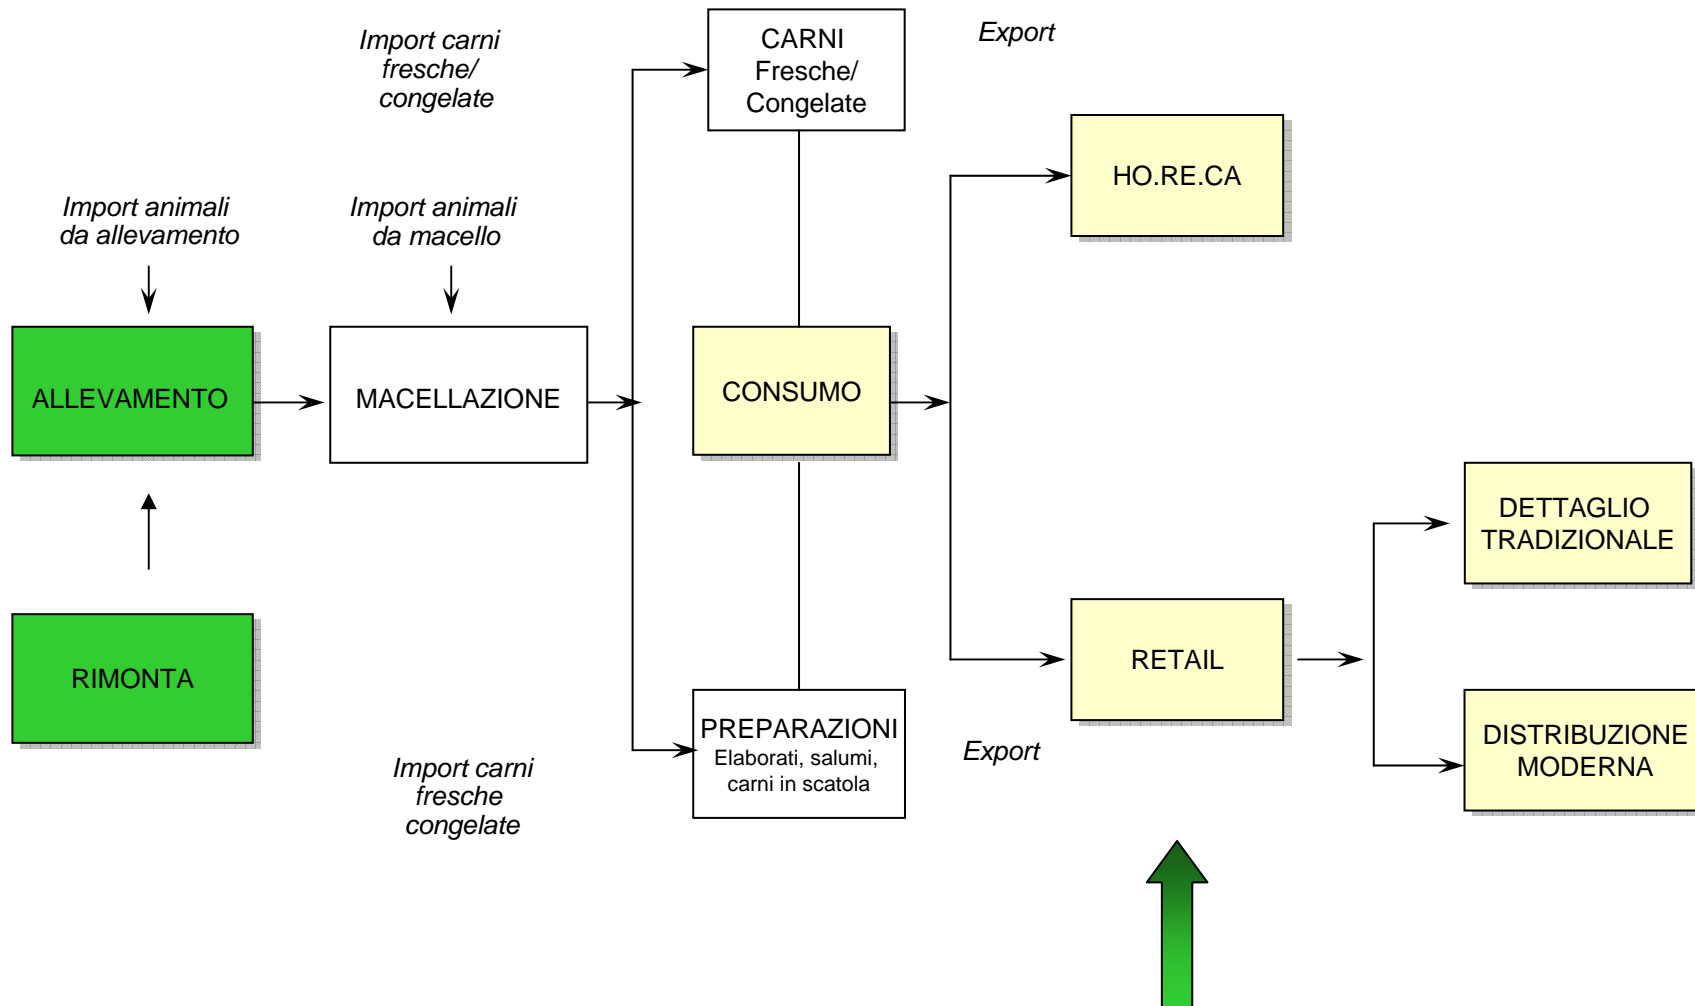 Import carni
fresche/
congelate
CARNI
Fresche/
Congelate
Export
HO.RE.CA
Import animali
da allevamento
Import animali
da macello
ALLEVAMENTO
MACELLAZIONE
CONSUMO
DETTAGLIO
TRADIZIONALE
RIMONTA
RETAIL
PREPARAZIONI
Elaborati, salumi,
carni in scatola
Export
DISTRIBUZIONE
MODERNA
Import carni
fresche
congelate